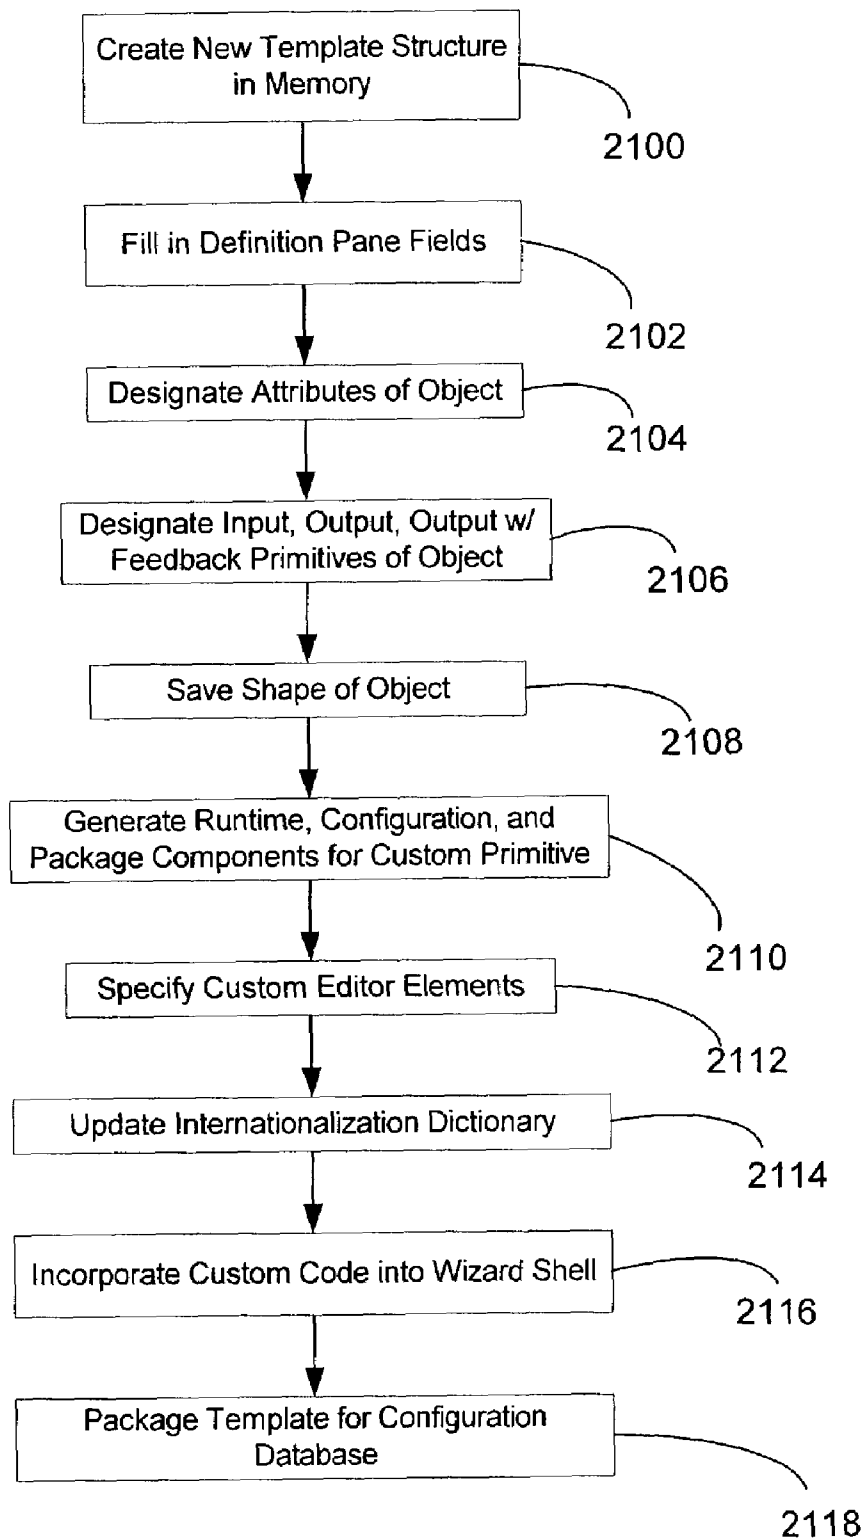 Create New Template Structure
in Memory
2100
Fill in Definition Pane Fields
2102
Designate Attributes of Object
2104
Designate Input, Output, Output w/
Feedback Primitives of Object
2106
Save Shape of Object
2108
Generate Runtime, Configuration, and
Package Components for Custom Primitive
2110
Specify Custom Editor Elements
2112
Update Internationalization Dictionary
2114
Incorporate Custom Code into Wizard Shell
2116
Package Template for Configuration
Database
2118